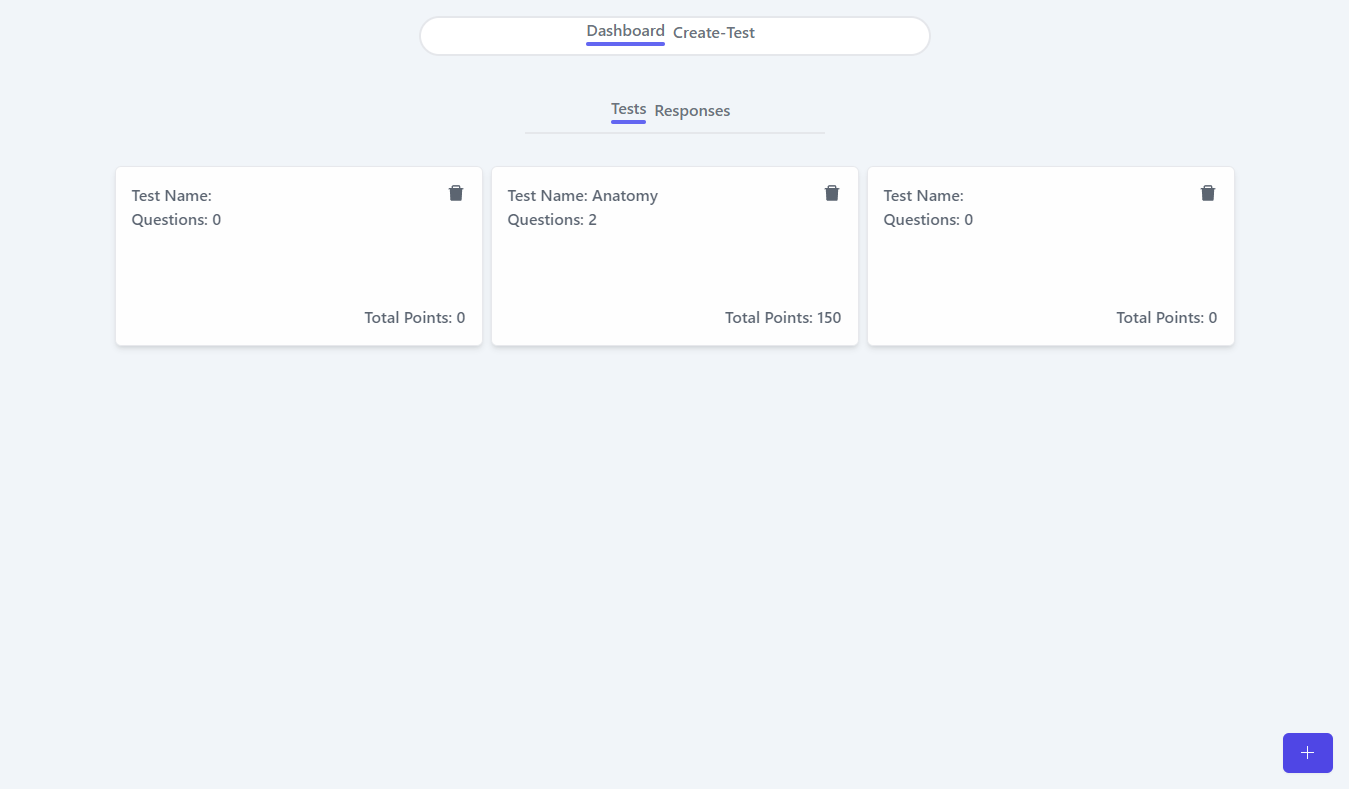 Dashboard Create-Test
Tests Responses
Test Name:
Questions: 0
Total Points: 0
Test Name: Anatomy
Questions: 2
Total Points: 150
Test Name:
Questions: 0
Total Points: 0